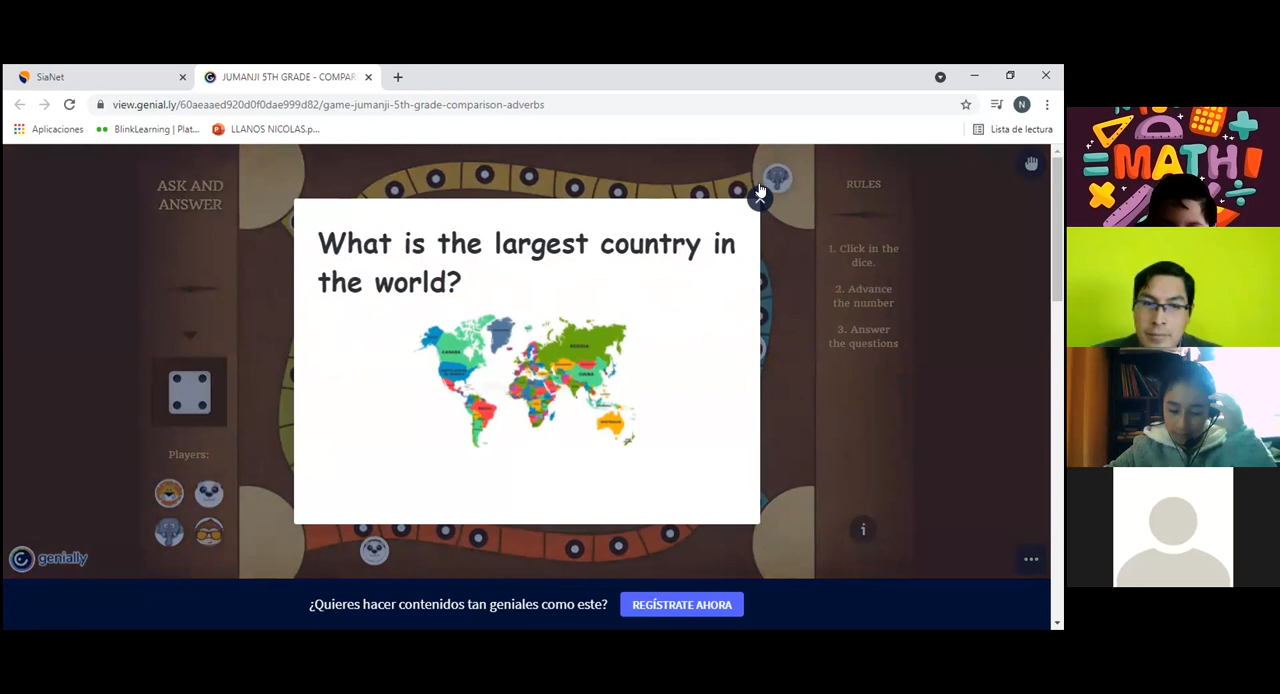 SiaNet
JUMANJI 5TH GRADE - COMPAR
view.genial.ly/60aeaaed920d0f0dae999d82/game-jumanji-5th-grade-comparison-adverbs
N
Aplicaciones
BlinkLearning | Plat...
LLANOS NICOLAS.p...
Lista de lectura
ASK AND
ANSWER
Players:
What is the largest country in
the world?
CANADA
RUSSIA
CHINA
RULES
1. Click in the
dice.
2. Advance
the number
3. Answer
the questions
i
genially
¿Quieres hacer contenidos tan geniales como este?
REGÍSTRATE AHORA
MATH